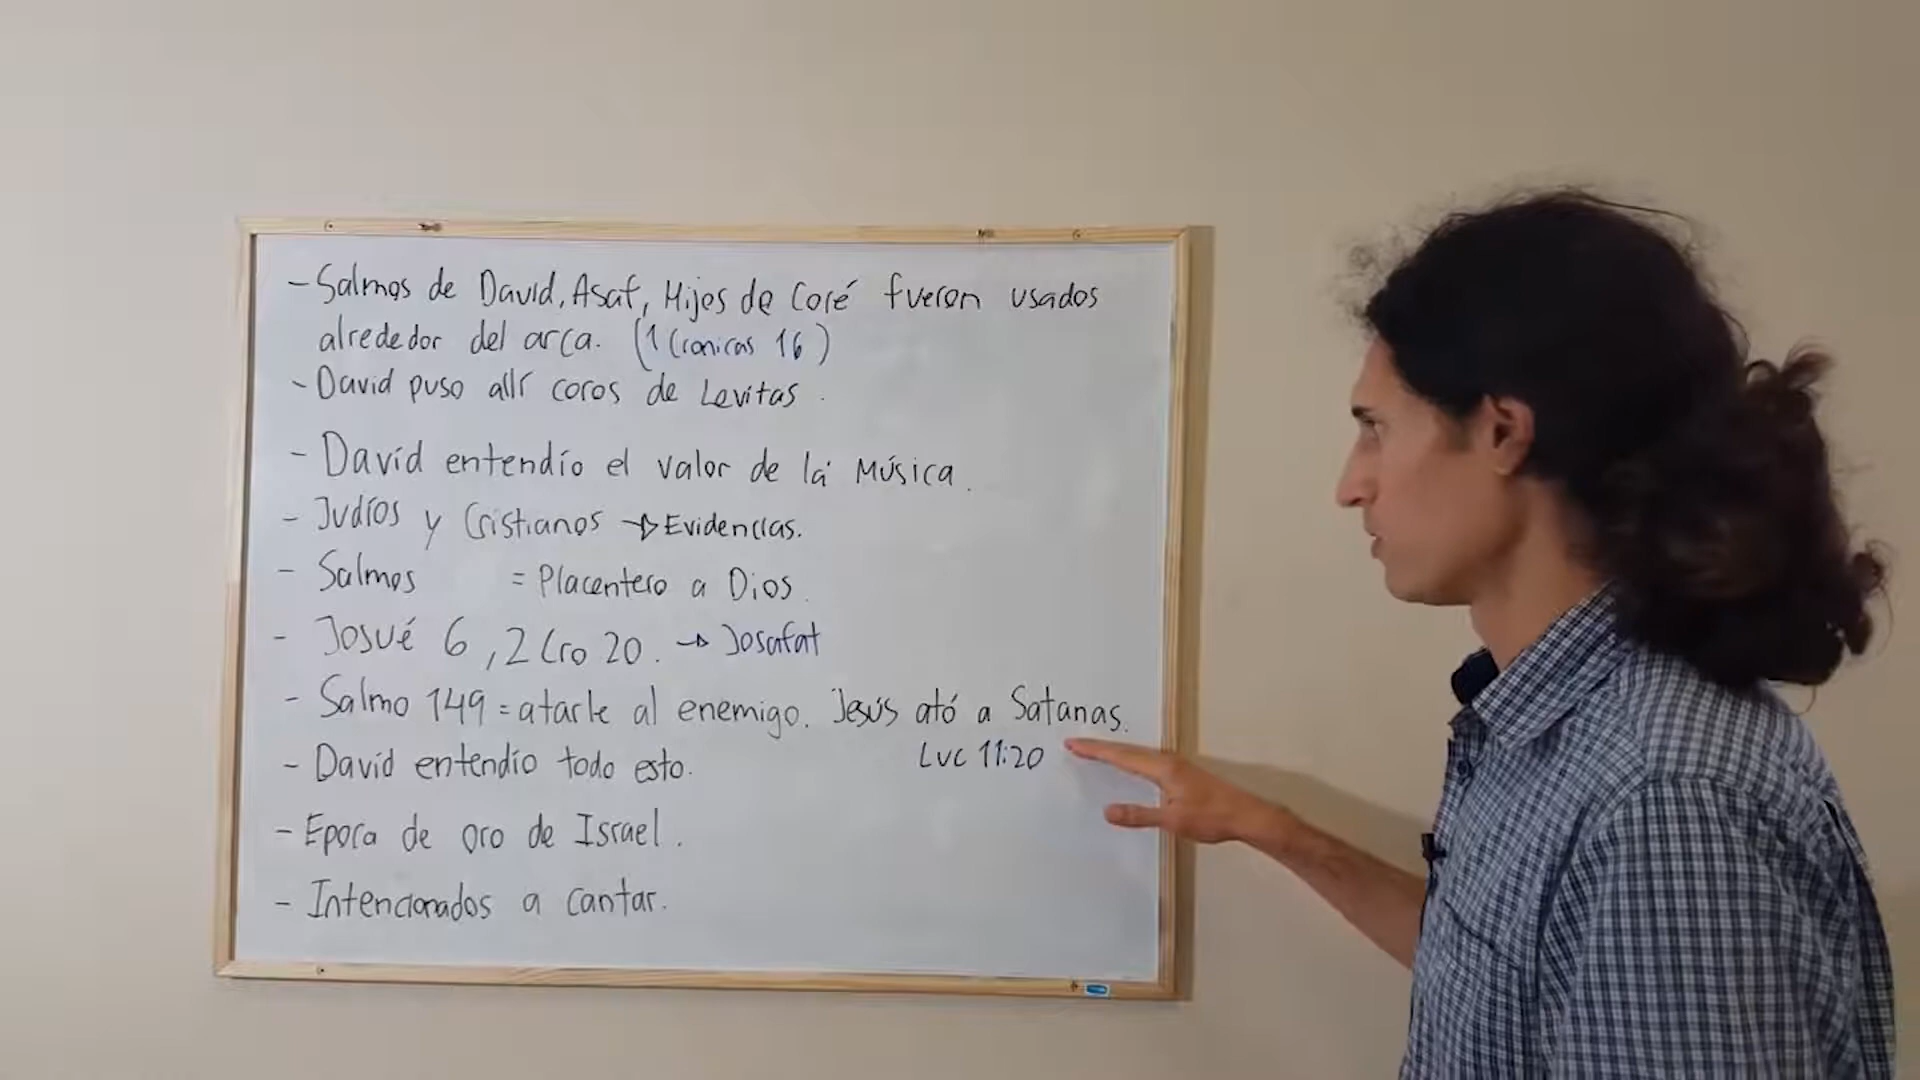 - Salmos de David, Asaf, Hijos de Coré fueron usados
alrededor del arca. (1 Cronicas 16)
- David puso allí coros de Levitas.
- David entendío el valor de la Música.
- Judíos y Cristianos → Evidencias.
- Salmos = Placentero a Dios.
- Josué 6, 2 Cro 20. → Josafat
- Salmo 149 = atarle al enemigo. Jesús ató a Satanas.
Luc 11:20
- David entendío todo esto.
- Epoca de oro de Israel.
- Intencionados a cantar.